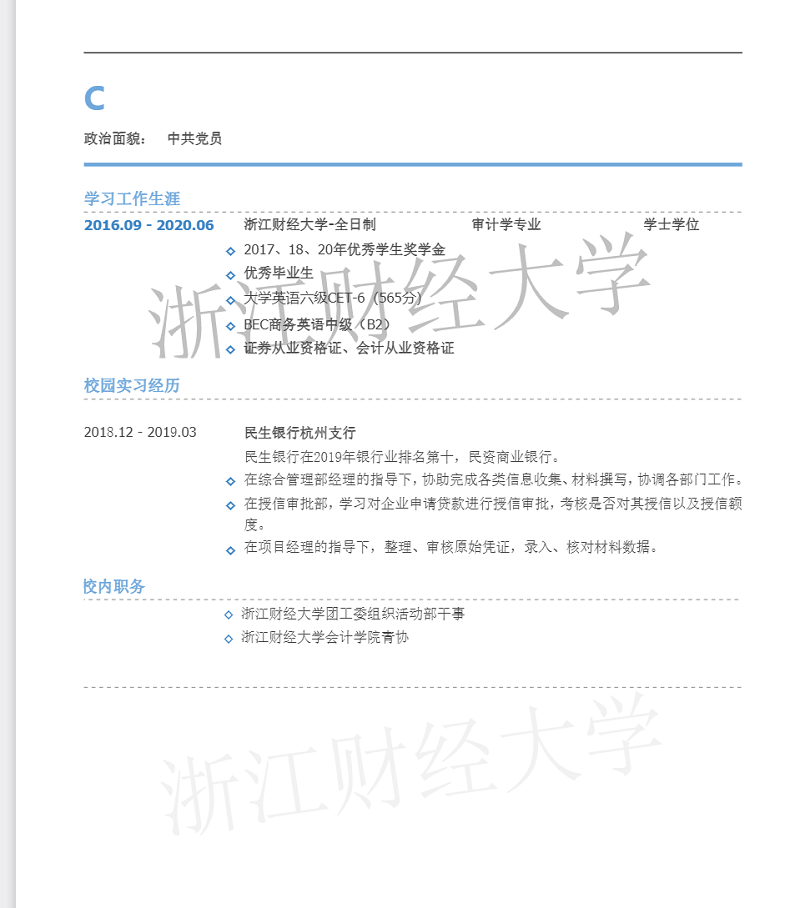 C
政治面貌： 中共党员
学习工作生涯
2016.09 - 2020.06 浙江财经大学-全日制 审计学专业 学士学位
2017、18、20年优秀学生奖学金
优秀毕业生
大学英语六级CET-6（565分）
BEC商务英语中级（B2）
证券从业资格证、会计从业资格证
浙江财经大学
校园实习经历
2018.12 - 2019.03 民生银行杭州支行
民生银行在2019年银行业排名第十，民资商业银行。
在综合管理部经理的指导下，协助完成各类信息收集、材料撰写，协调各部门工作。
在授信审批部，学习对企业申请贷款进行授信审批，考核是否对其授信以及授信额
度。
在项目经理的指导下，整理、审核原始凭证，录入、核对材料数据。
校内职务
浙江财经大学团工委组织活动部干事
浙江财经大学会计学院青协
浙江财经大学